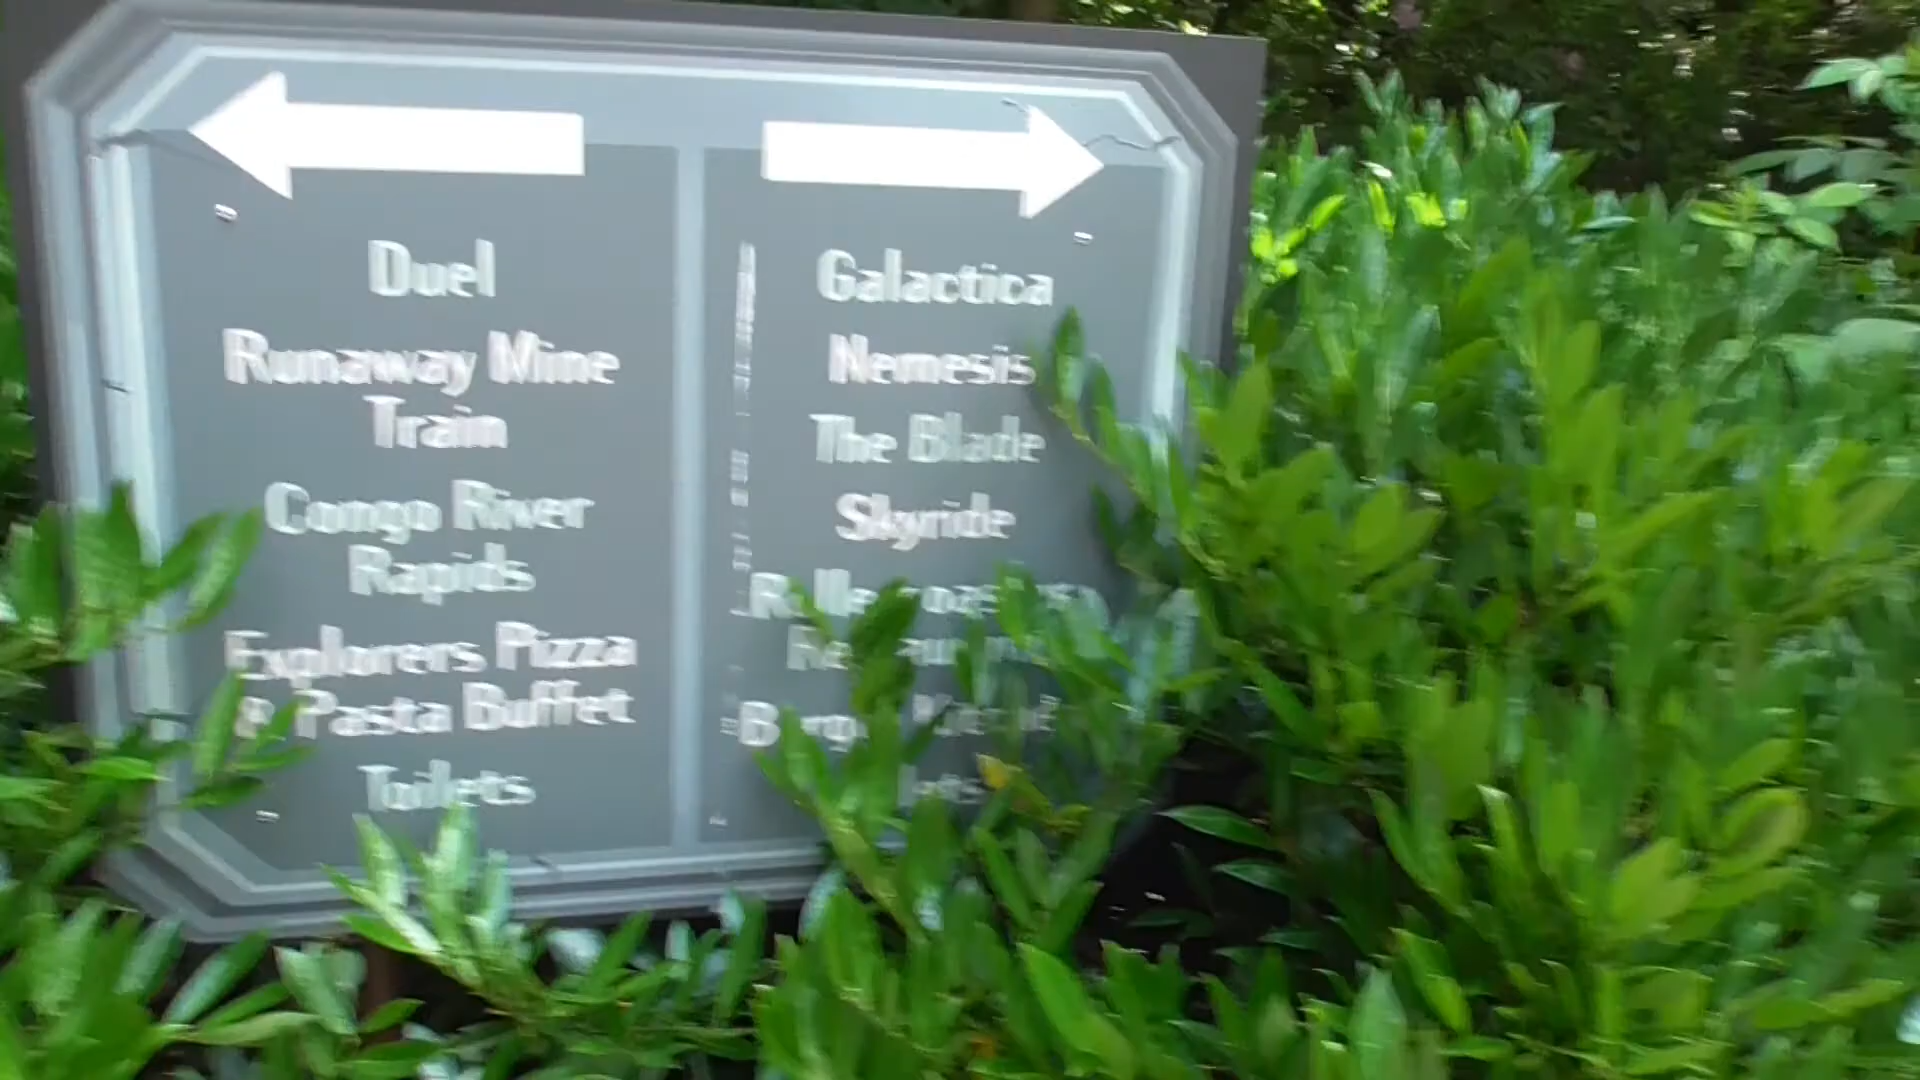 Duel
Runaway Mine
Train
Congo River
Rapids
Explorers Pizza
& Pasta Buffet
Toilets
Galactica
Nemesis
The Blade
Skyride